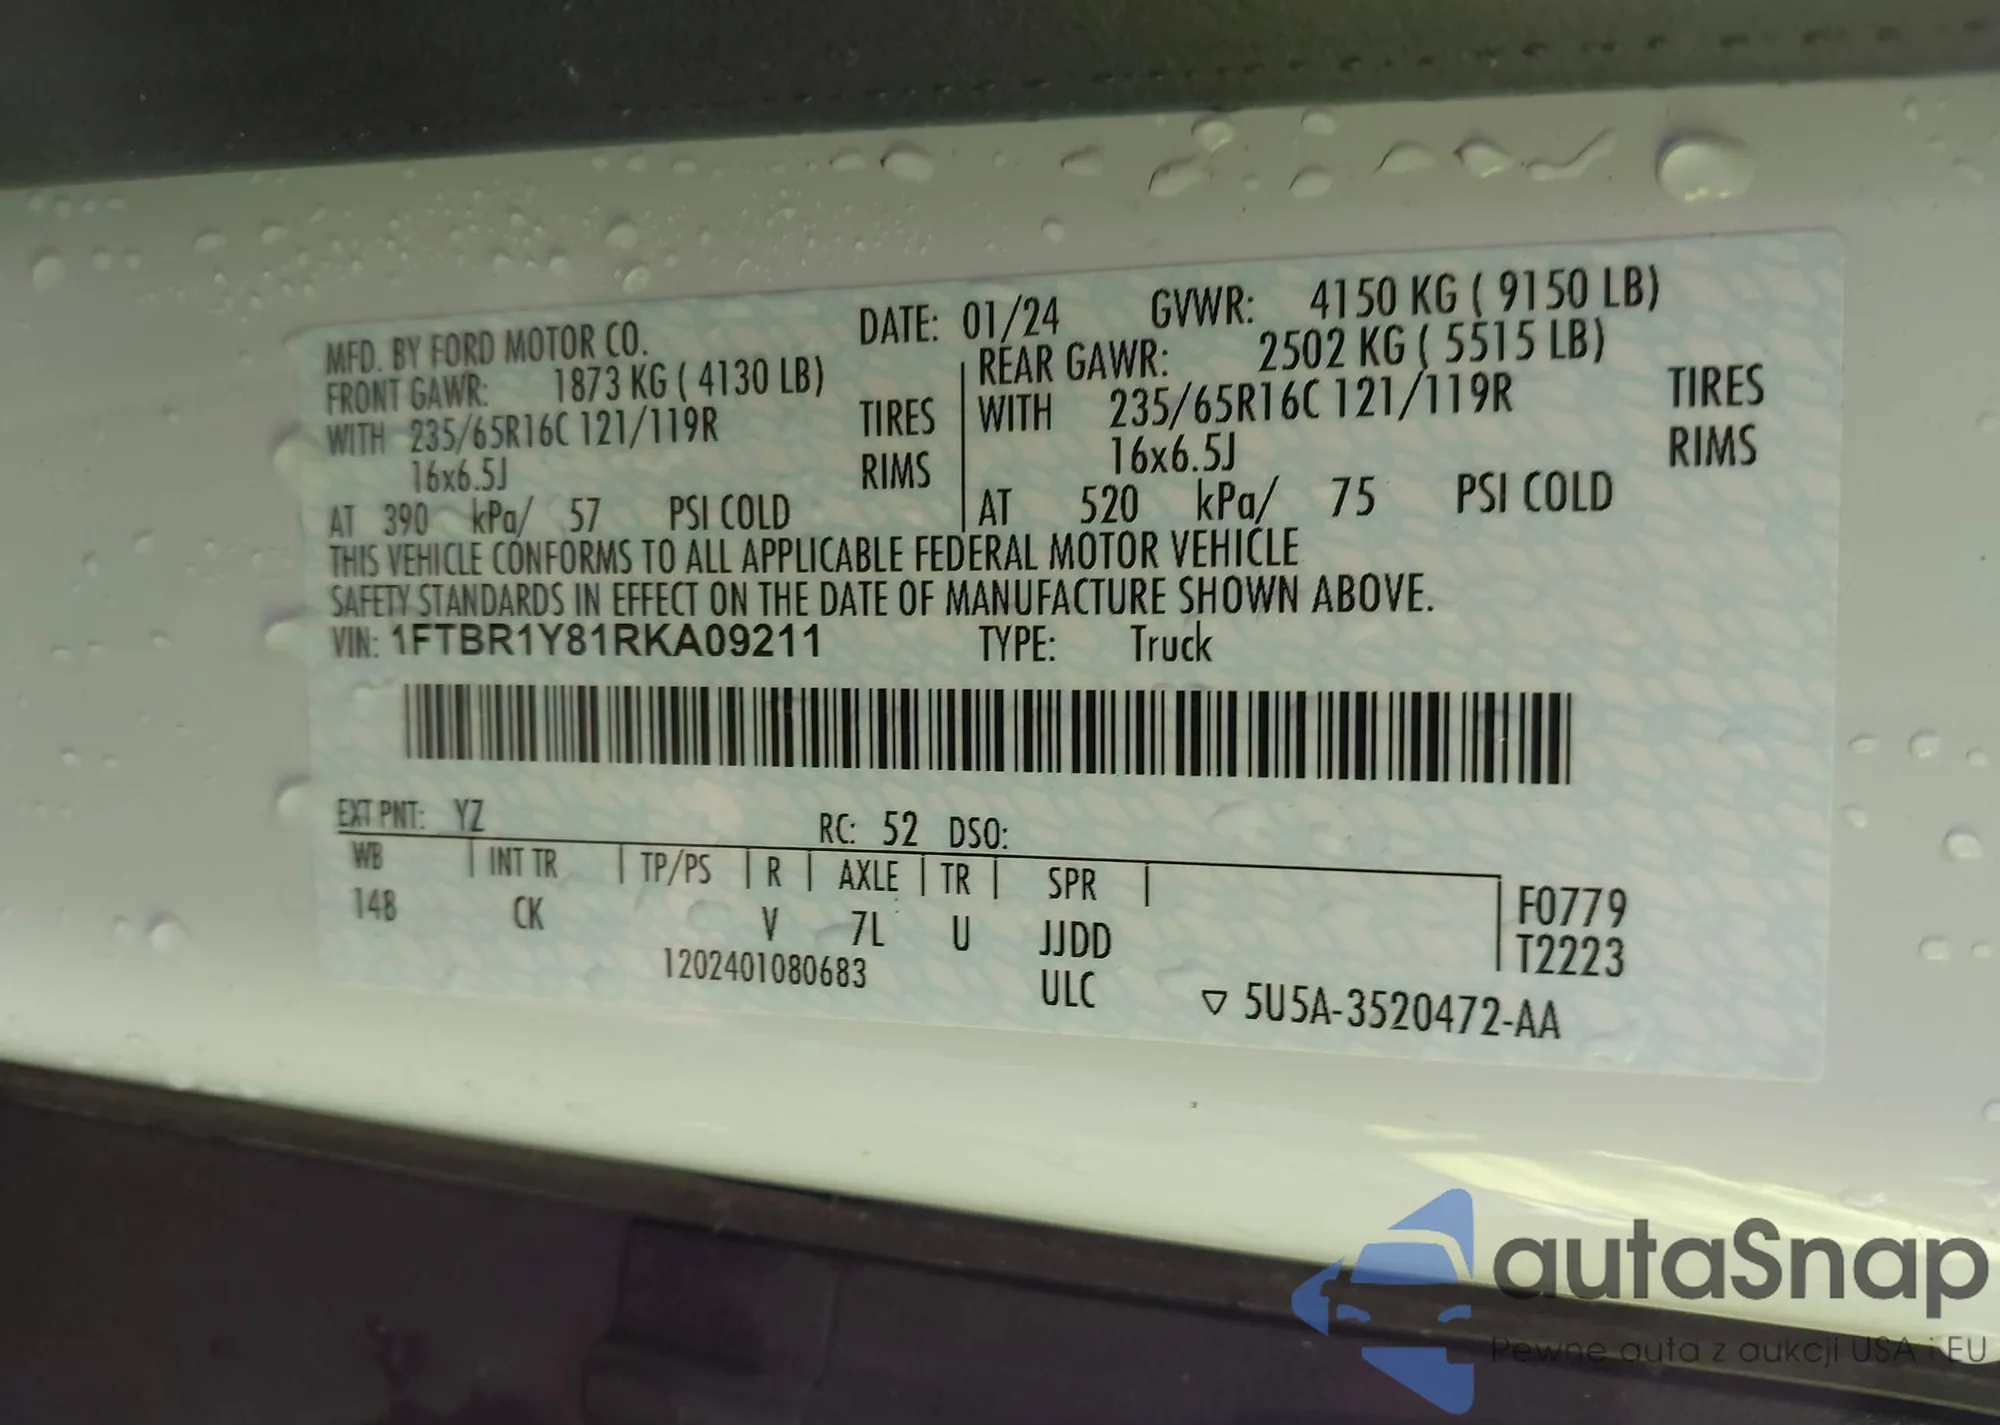 MFD. BY FORD MOTOR CO. DATE: 01/24 GVWR: 4150 KG ( 9150 LB)
FRONT GAWR: 1873 KG ( 4130 LB) REAR GAWR: 2502 KG ( 5515 LB)
WITH 235/65R16C 121/119R TIRES WITH 235/65R16C 121/119R TIRES
16x6.5J RIMS 16x6.5J RIMS
AT 390 kPa/ 57 PSI COLD AT 520 kPa/ 75 PSI COLD
THIS VEHICLE CONFORMS TO ALL APPLICABLE FEDERAL MOTOR VEHICLE
SAFETY STANDARDS IN EFFECT ON THE DATE OF MANUFACTURE SHOWN ABOVE.
VIN: 1FTBR1Y81RKA09211 TYPE: Truck
EXT PNT: YZ RC: 52 DSO:
WB INT TR TP/PS R AXLE TR SPR
148 CK V 7L U JJDD
F0779
T2223
1202401080683 ULC ▽ 5U5A-3520472-AA
autaSnap
Pewne auta z aukcji USA i EU